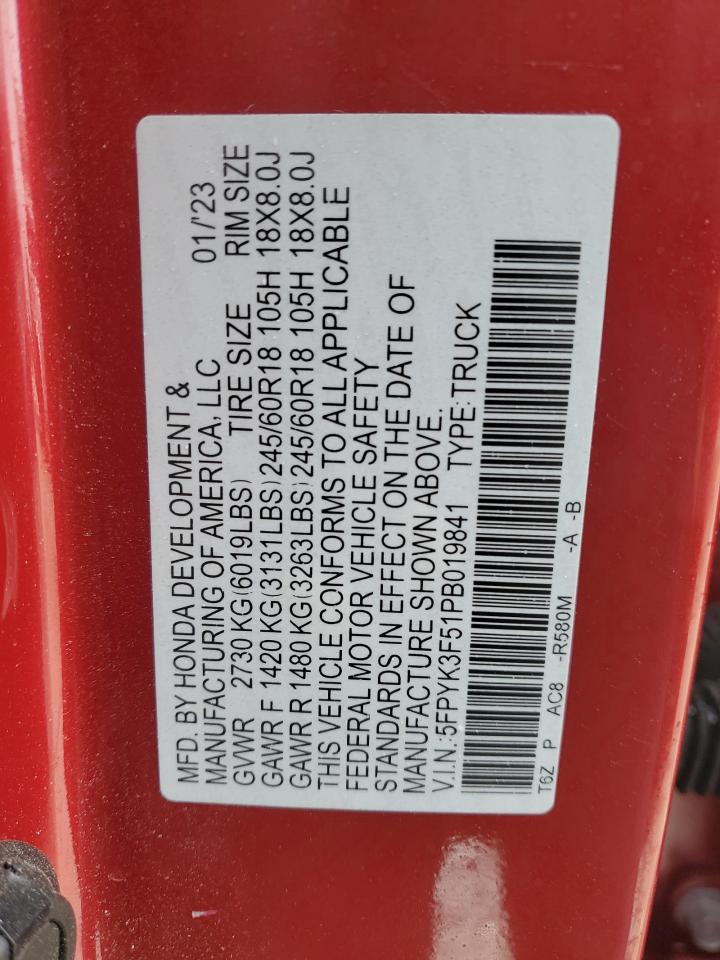 MFD. BY HONDA DEVELOPMENT &
MANUFACTURING OF AMERICA, LLC 01/'23
GVWR 2730 KG(6019LBS) TIRE SIZE RIM SIZE
GAWR F 1420 KG(3131LBS)245/60R18 105H 18X8.0J
GAWR R 1480 KG(3263LBS)245/60R18 105H 18X8.0J
THIS VEHICLE CONFORMS TO ALL APPLICABLE
FEDERAL MOTOR VEHICLE SAFETY
STANDARDS IN EFFECT ON THE DATE OF
MANUFACTURE SHOWN ABOVE.
V.I.N.:5FPYK3F51PB019841 TYPE:TRUCK
T6Z P AC8 -R580M -A -B